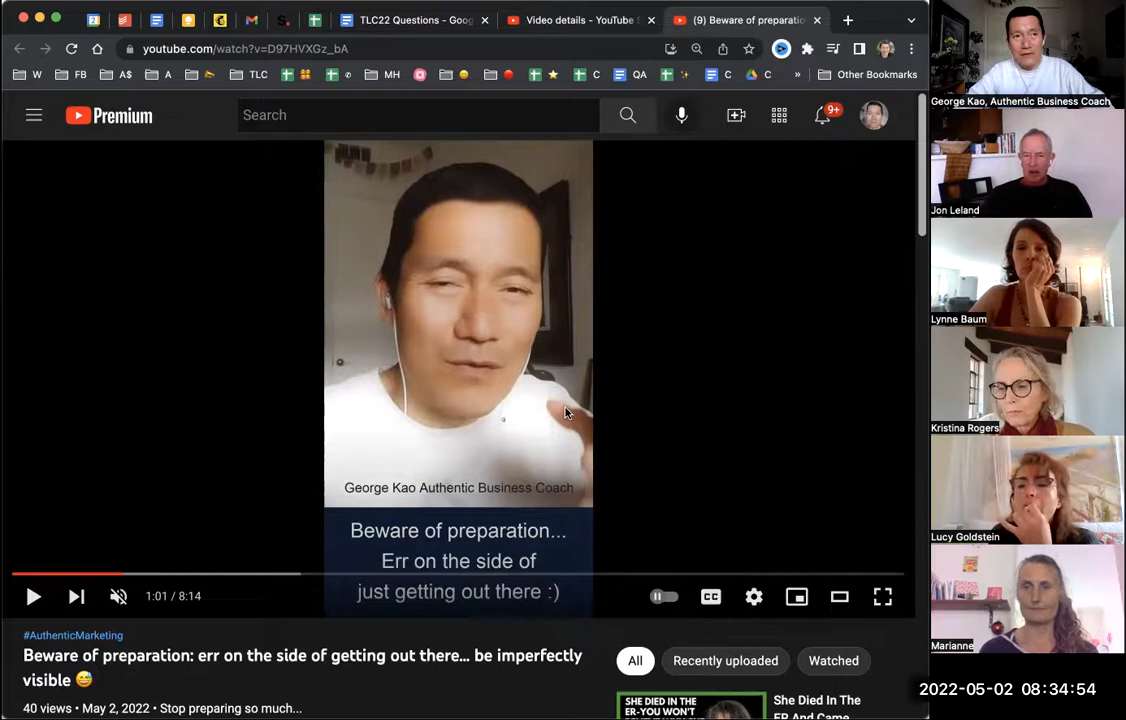 TLC22 Questions - Goog
Video details - YouTube S
(9) Beware of preparatio
youtube.com/watch?v=D97HVXGz_bA
W
FB
A$
A
TLC
MH
C
QA
C
C
»
Other Bookmarks
Premium
Search
9+
George Kao Authentic Business Coach
Beware of preparation...
Err on the side of
just getting out there :)
1:01 / 8:14
CC
#AuthenticMarketing
Beware of preparation: err on the side of getting out there... be imperfectly
visible 😅
40 views • May 2, 2022 • Stop preparing so much...
All
Recently uploaded
Watched
SHE DIED IN THE
ER-YOU WON'T
She Died In The
ER And Came
George Kao, Authentic Business Coach
Jon Leland
Lynne Baum
Kristina Rogers
Lucy Goldstein
Marianne
2022-05-02 08:34:54